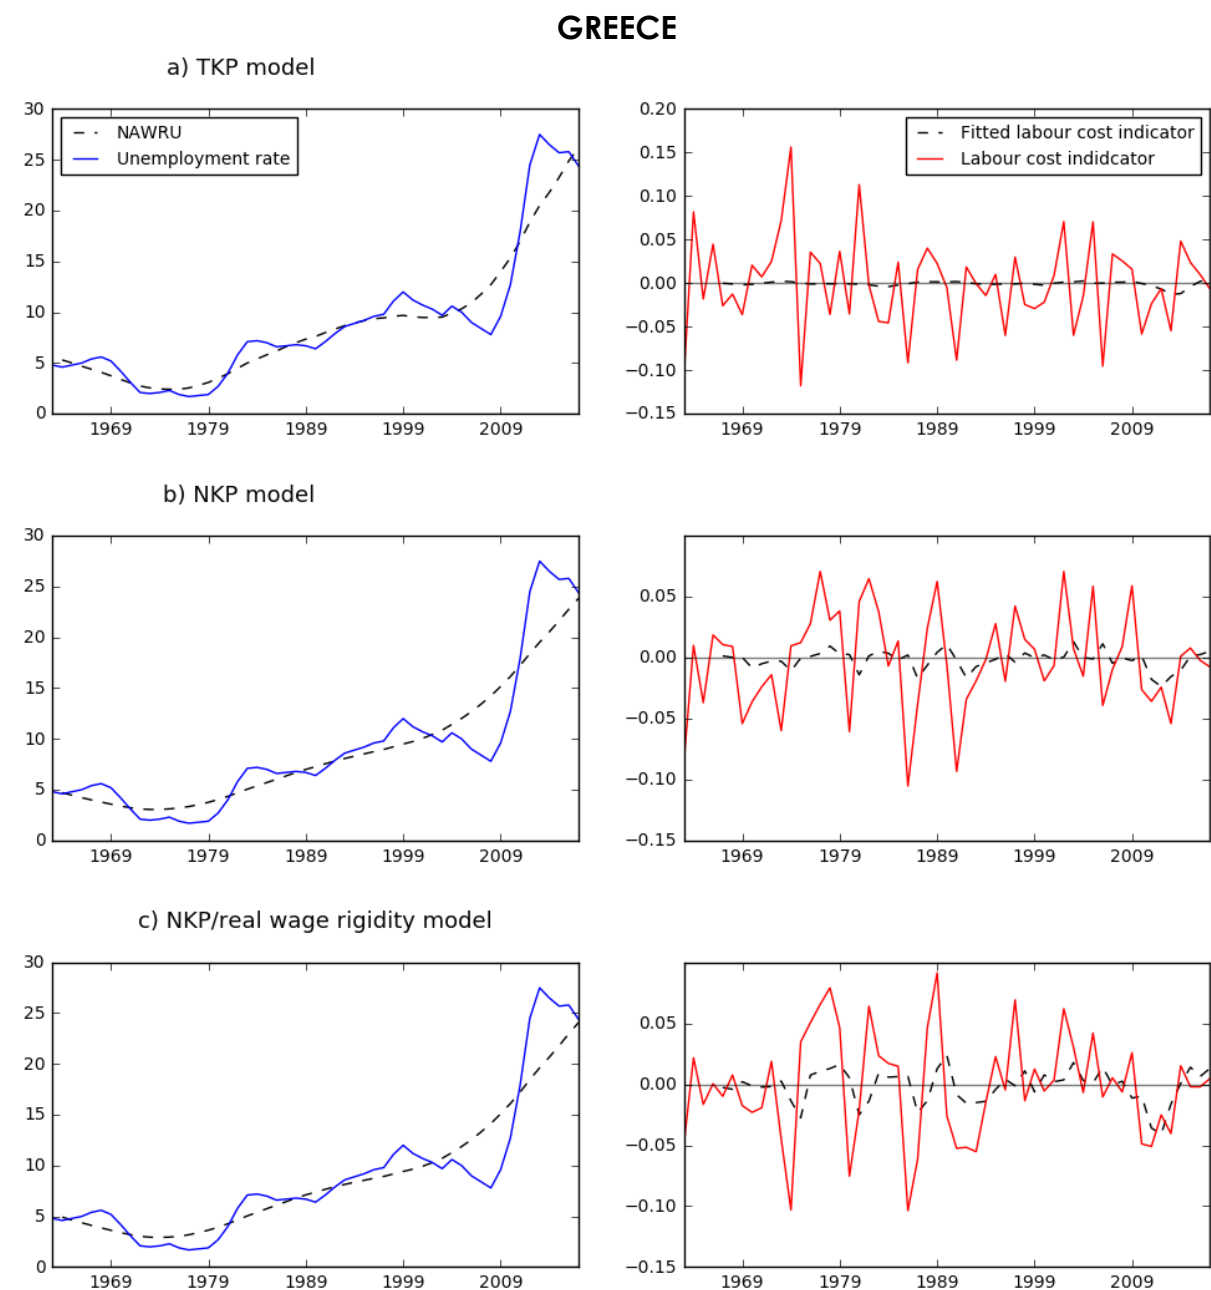 GREECE
a) TKP model
30
25
20
15
10
5
0
1969 1979 1989 1999 2009
NAWRU
Unemployment rate
0.20
0.15
0.10
0.05
0.00
−0.05
−0.10
−0.15
1969 1979 1989 1999 2009
Fitted labour cost indicator
Labour cost indidcator
b) NKP model
30
25
20
15
10
5
0
1969 1979 1989 1999 2009
0.05
0.00
−0.05
−0.10
−0.15
1969 1979 1989 1999 2009
c) NKP/real wage rigidity model
30
25
20
15
10
5
0
1969 1979 1989 1999 2009
0.05
0.00
−0.05
−0.10
−0.15
1969 1979 1989 1999 2009